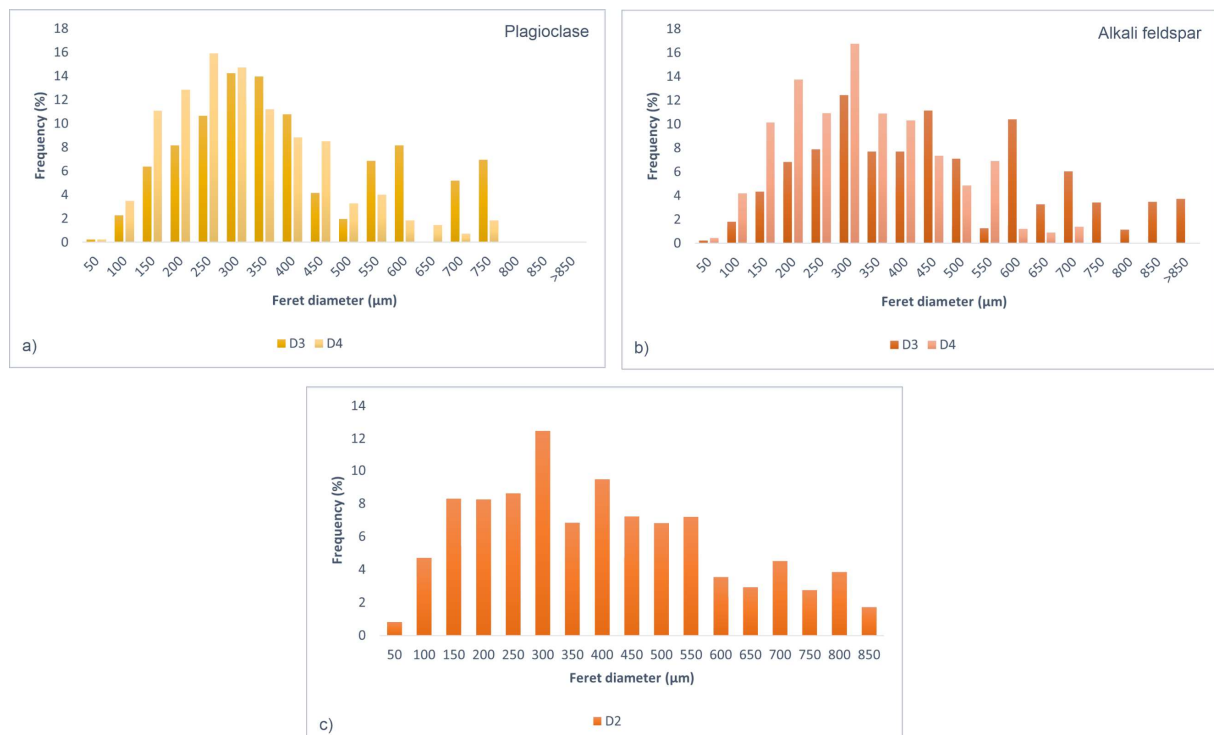 Plagioclase
18
16
14
12
10
8
6
4
2
0
Frequency (%)
50 100 150 200 250 300 350 400 450 500 550 600 650 700 750 800 850 >850
Feret diameter (μm)
D3 D4
a)
Alkali feldspar
18
16
14
12
10
8
6
4
2
0
Frequency (%)
50 100 150 200 250 300 350 400 450 500 550 600 650 700 750 800 850 >850
Feret diameter (μm)
D3 D4
b)
14
12
10
8
6
4
2
0
Frequency (%)
50 100 150 200 250 300 350 400 450 500 550 600 650 700 750 800 850
Feret diameter (μm)
D2
c)